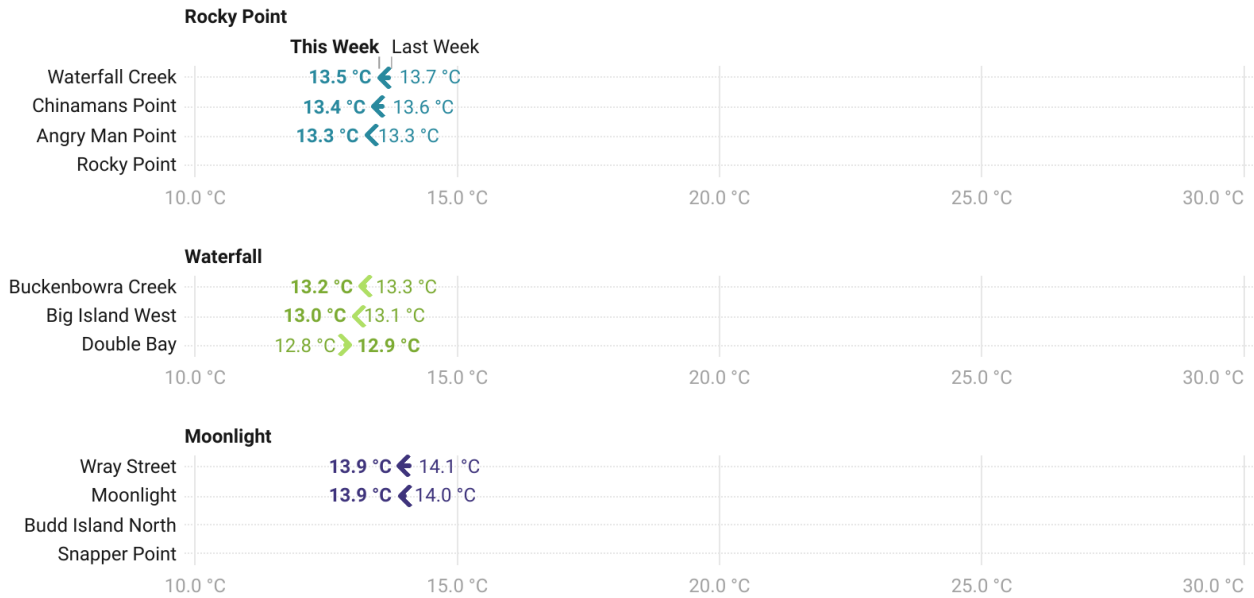 Rocky Point
This Week Last Week
Waterfall Creek 13.5 °C 13.7 °C
Chinamans Point 13.4 °C 13.6 °C
Angry Man Point 13.3 °C 13.3 °C
Rocky Point
10.0 °C 15.0 °C 20.0 °C 25.0 °C 30.0 °C
Waterfall
Buckenbowra Creek 13.2 °C 13.3 °C
Big Island West 13.0 °C 13.1 °C
Double Bay 12.8 °C 12.9 °C
10.0 °C 15.0 °C 20.0 °C 25.0 °C 30.0 °C
Moonlight
Wray Street 13.9 °C 14.1 °C
Moonlight 13.9 °C 14.0 °C
Budd Island North
Snapper Point
10.0 °C 15.0 °C 20.0 °C 25.0 °C 30.0 °C